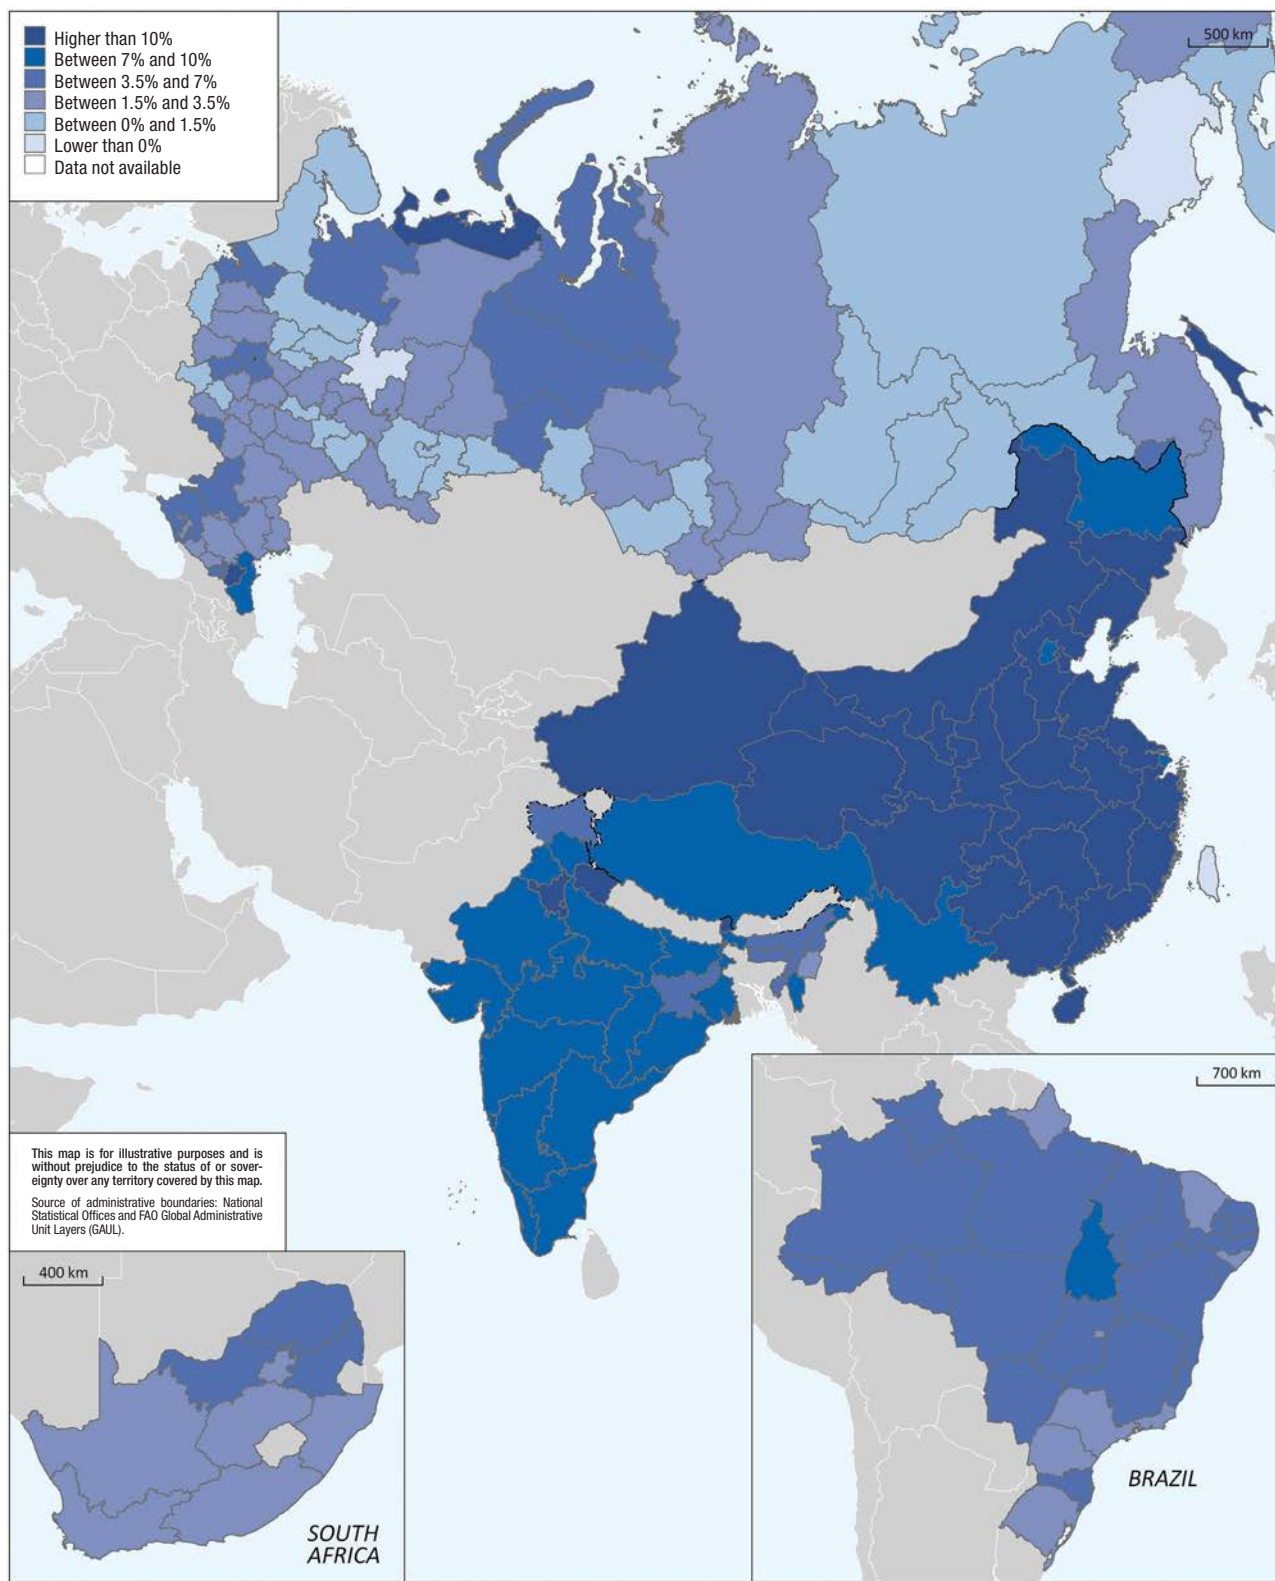 Higher than 10%
Between 7% and 10%
Between 3.5% and 7%
Between 1.5% and 3.5%
Between 0% and 1.5%
Lower than 0%
Data not available
500 km
700 km
This map is for illustrative purposes and is
without prejudice to the status of or sover-
eignty over any territory covered by this map.
Source of administrative boundaries: National
Statistical Offices and FAO Global Administrative
Unit Layers (GAUL).
400 km
SOUTH
AFRICA
BRAZIL